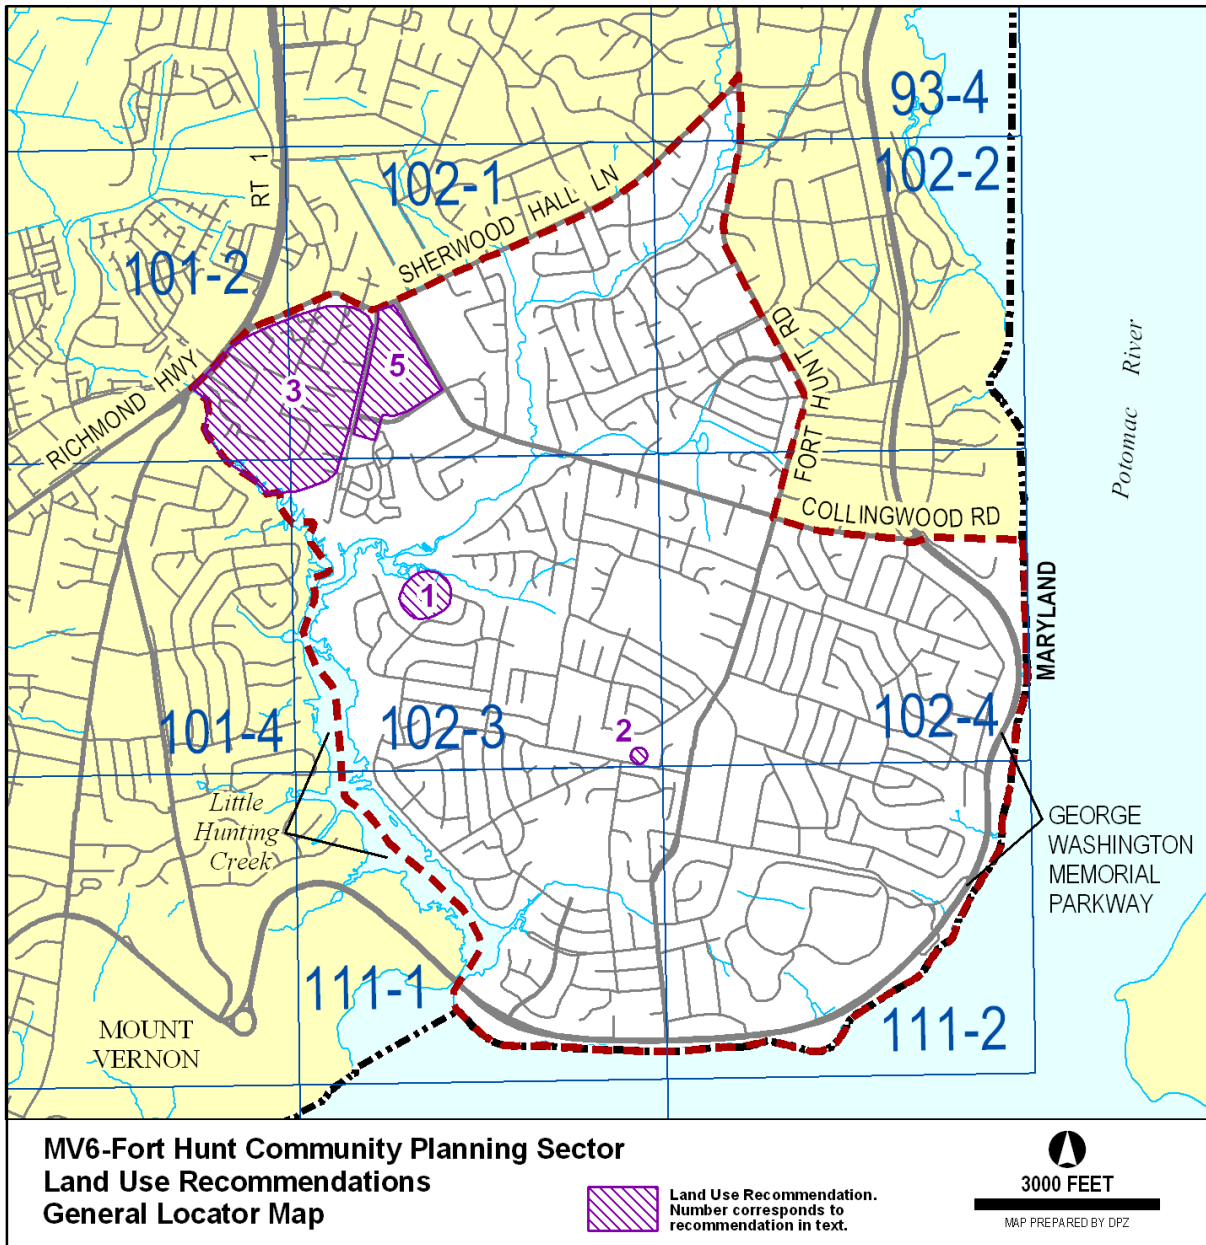 93-4
102-2
102-1
RT 1
SHERWOOD HALL LN
101-2
5
3
RICHMOND HWY
FORT HUNT RD
Potomac River
COLLINGWOOD RD
MARYLAND
1
2
101-4
102-3
102-4
Little
Hunting
Creek
GEORGE
WASHINGTON
MEMORIAL
PARKWAY
111-1
111-2
MOUNT
VERNON
MV6-Fort Hunt Community Planning Sector
Land Use Recommendations
General Locator Map
Land Use Recommendation.
Number corresponds to
recommendation in text.
3000 FEET
MAP PREPARED BY DPZ